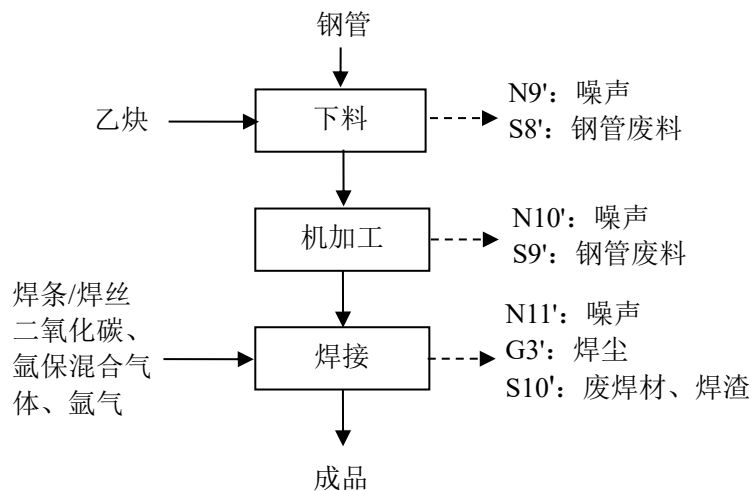 钢管
乙炔
下料
N9'：噪声
S8'：钢管废料
机加工
N10'：噪声
S9'：钢管废料
焊条/焊丝
二氧化碳、
氩保混合气
体、氩气
焊接
N11'：噪声
G3'：焊尘
S10'：废焊材、焊渣
成品